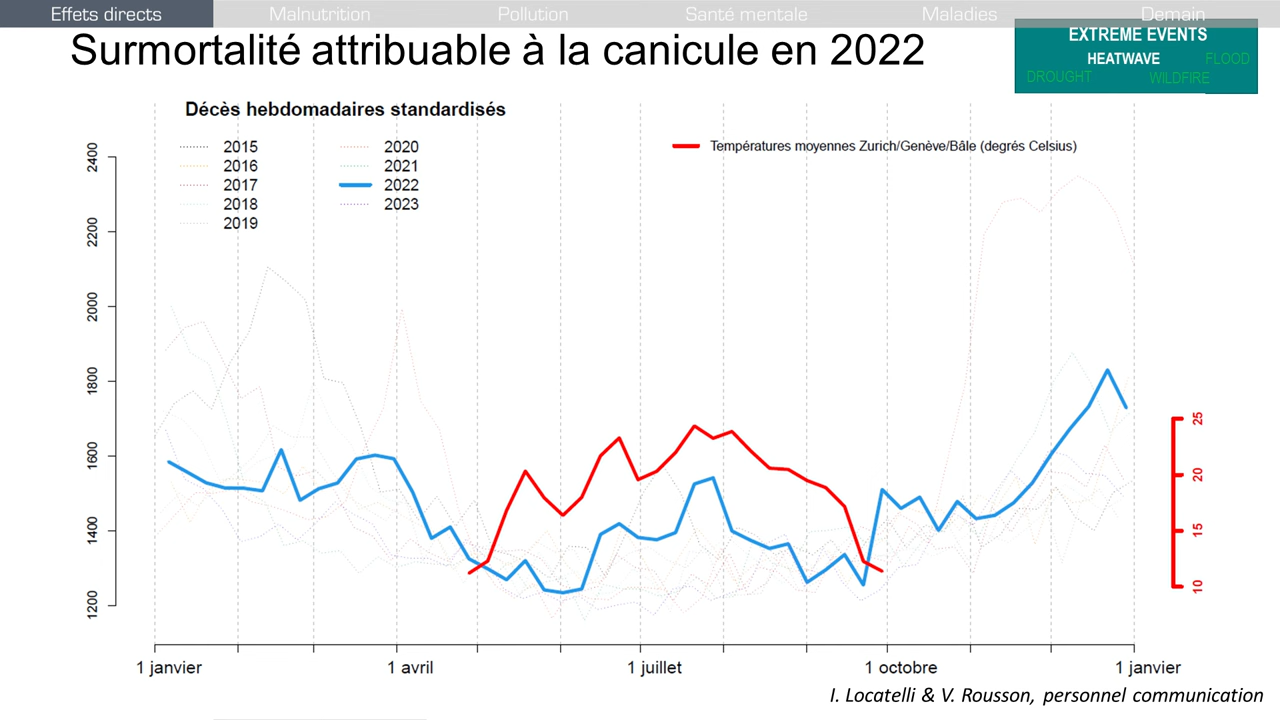 Effets directs Malnutrition Pollution Santé mentale Maladies Demain
Surmortalité attribuable à la canicule en 2022
EXTREME EVENTS
HEATWAVE FLOOD
DROUGHT WILDFIRE
Décès hebdomadaires standardisés
2015 2020
2016 2021
2017 2022
2018 2023
2019
Températures moyennes Zurich/Genève/Bâle (degrés Celsius)
2400
2200
2000
1800
1600
1400
1200
25
20
15
10
1 janvier 1 avril 1 juillet 1 octobre 1 janvier
I. Locatelli & V. Rousson, personnel communication